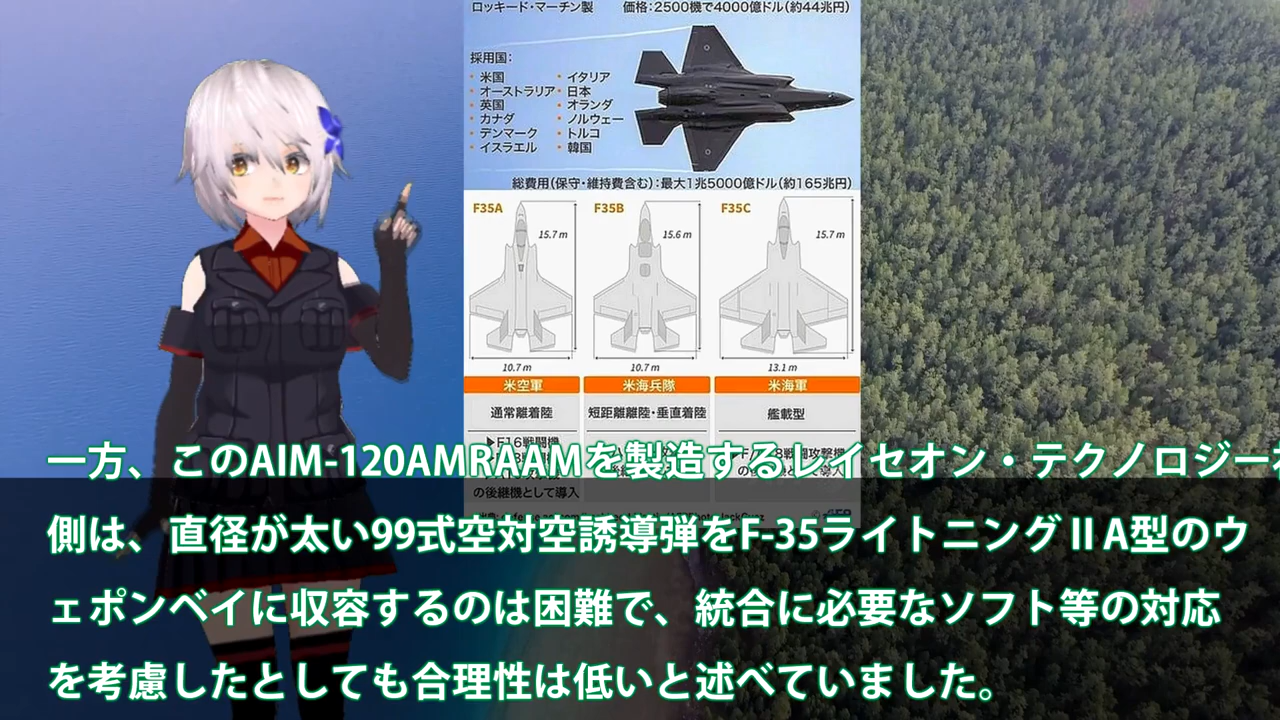 ロッキード・マーチン製 価格：2500機で4000億ドル（約44兆円）
採用国：
・米国 ・イタリア
・オーストラリア ・日本
・英国 ・オランダ
・カナダ ・ノルウェー
・デンマーク ・トルコ
・イスラエル ・韓国
総費用（保守・維持費含む）：最大1兆5000億ドル（約165兆円）
F35A F35B F35C
15.7 m 15.6 m 15.7 m
10.7 m 10.7 m 13.1 m
米空軍 米海兵隊 米海軍
通常離着陸 短距離離陸・垂直着陸 艦載型
▶F16戦闘機
の後継機として導入
一方、このAIM-120AMRAAMを製造するレイセオン・テクノロジー
側は、直径が太い99式空対空誘導弾をF-35ライトニングⅡA型のウ
ェポンベイに収容するのは困難で、統合に必要なソフト等の対応
を考慮したとしても合理性は低いと述べていました。